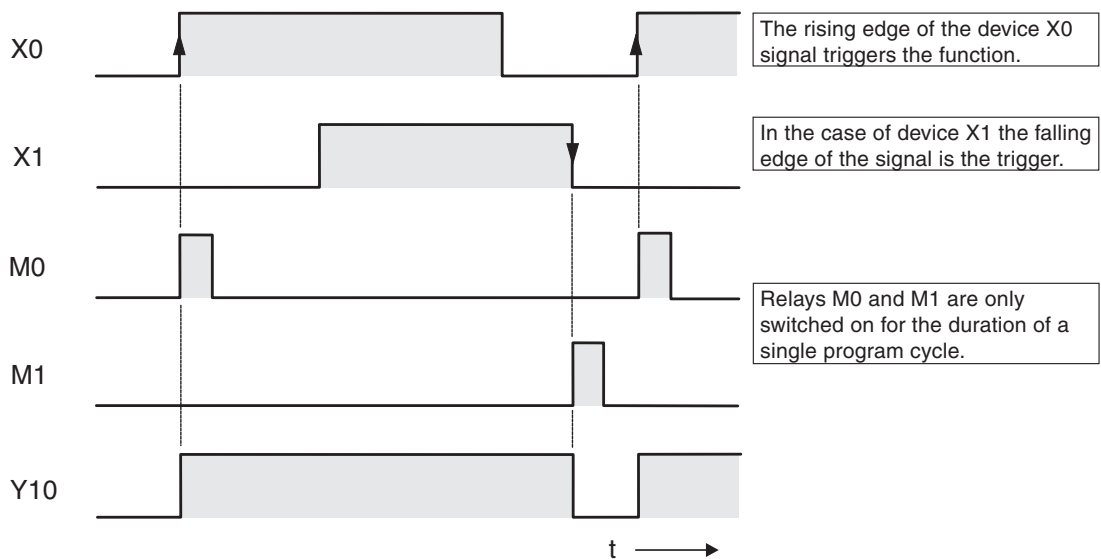 X0
The rising edge of the device X0
signal triggers the function.
X1
In the case of device X1 the falling
edge of the signal is the trigger.
M0
Relays M0 and M1 are only
switched on for the duration of a
single program cycle.
M1
Y10
t